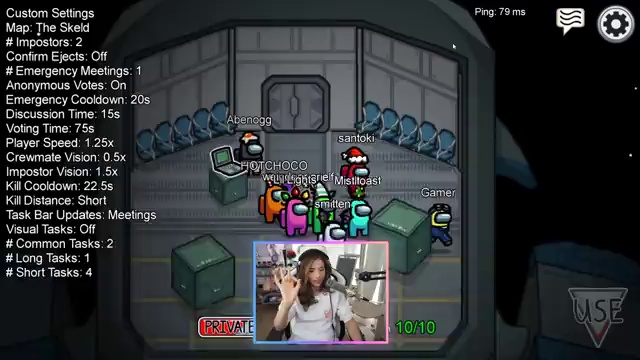 Custom Settings
Map: The Skeld
# Impostors: 2
Confirm Ejects: Off
# Emergency Meetings: 1
Anonymous Votes: On
Emergency Cooldown: 20s
Discussion Time: 15s
Voting Time: 75s
Player Speed: 1.25x
Crewmate Vision: 0.5x
Impostor Vision: 1.5x
Kill Cooldown: 22.5s
Kill Distance: Short
Task Bar Updates: Meetings
Visual Tasks: Off
# Common Tasks: 2
# Long Tasks: 1
# Short Tasks: 4
Ping: 79 ms
Abenogg
santoki
HOTCHOCO
Mistltoast
Gamer
smitten
PRIVATE
10/10
USE